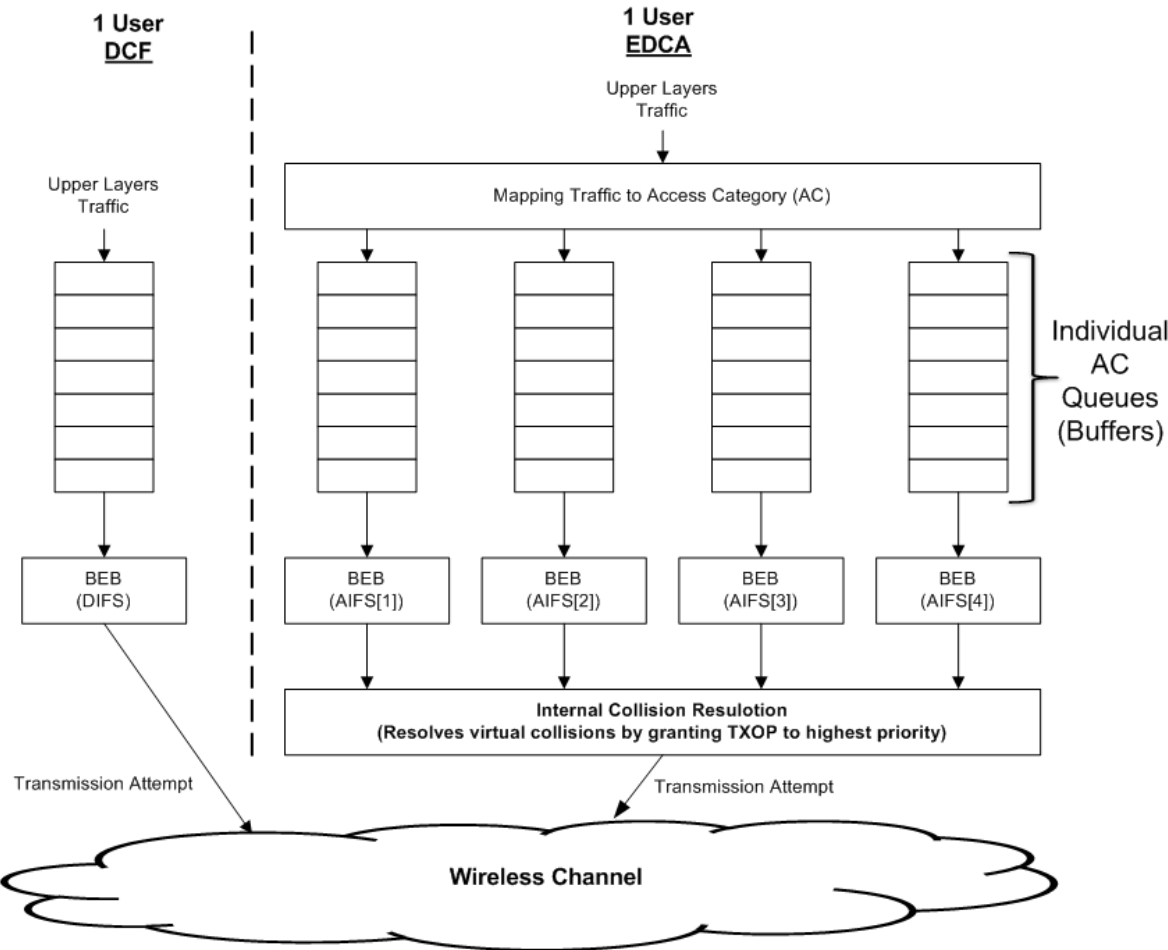 1 User
DCF
Upper Layers
Traffic
BEB
(DIFS)
Transmission Attempt
1 User
EDCA
Upper Layers
Traffic
Mapping Traffic to Access Category (AC)
Individual
AC
Queues
(Buffers)
BEB
(AIFS[1])
BEB
(AIFS[2])
BEB
(AIFS[3])
BEB
(AIFS[4])
Internal Collision Resulotion
(Resolves virtual collisions by granting TXOP to highest priority)
Transmission Attempt
Wireless Channel